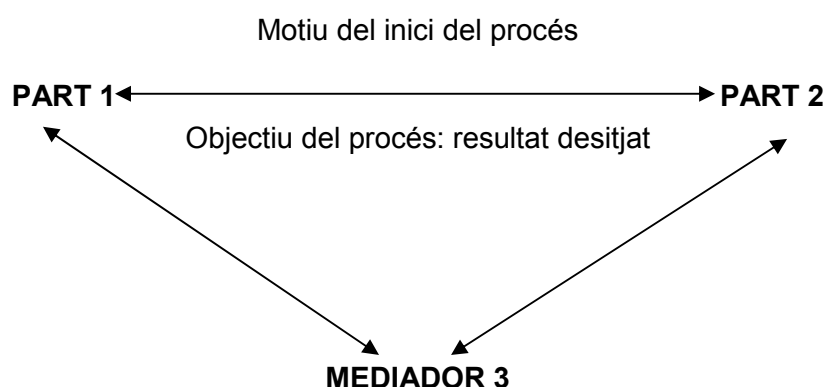 Motiu del inici del procés
PART 1 PART 2
Objectiu del procés: resultat desitjat
MEDIADOR 3